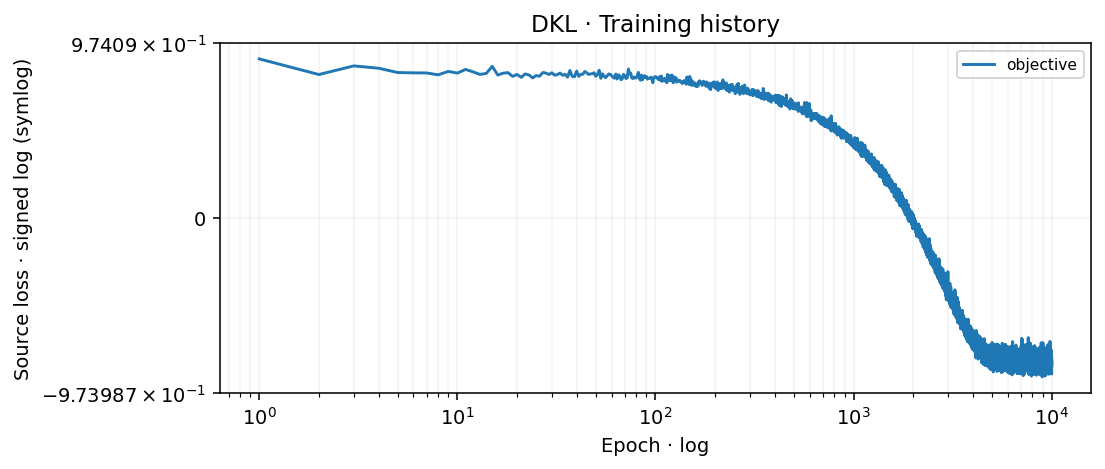 DKL · Training history
9.7409 × 10⁻¹
0
−9.73987 × 10⁻¹
Source loss · signed log (symlog)
objective
10⁰ 10¹ 10² 10³ 10⁴
Epoch · log